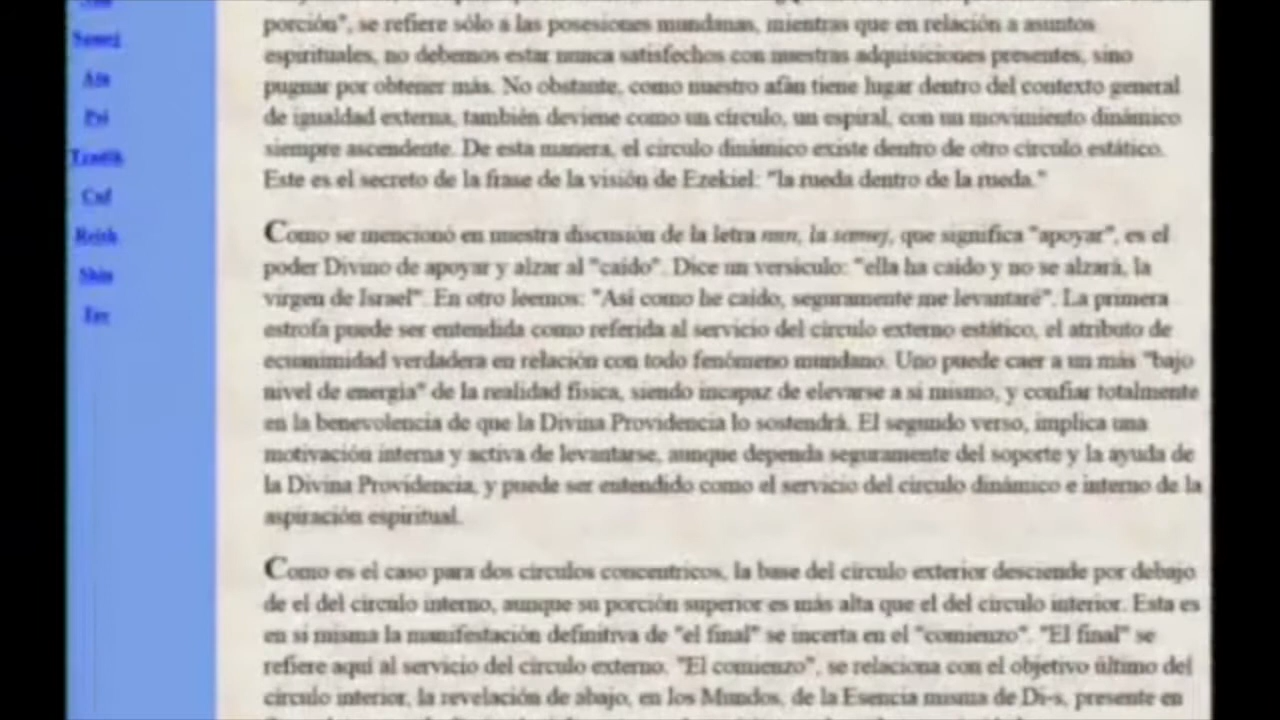 Samej
Ain
Pei
Tzadik
Cuf
Reish
Shin
Tav
porción", se refiere sólo a las posesiones mundanas, mientras que en relación a asuntos
espirituales, no debemos estar nunca satisfechos con nuestras adquisiciones presentes, sino
pugnar por obtener más. No obstante, como nuestro afán tiene lugar dentro del contexto general
de igualdad externa, también deviene como un círculo, un espiral, con un movimiento dinámico
siempre ascendente. De esta manera, el circulo dinámico existe dentro de otro círculo estático.
Este es el secreto de la frase de la visión de Ezekiel: "la rueda dentro de la rueda."
Como se mencionó en nuestra discusión de la letra nun, la samej, que significa "apoyar", es el
poder Divino de apoyar y alzar al "caído". Dice un versículo: "ella ha caído y no se alzará, la
virgen de Israel". En otro leemos: "Así como he caído, seguramente me levantaré". La primera
estrofa puede ser entendida como referida al servicio del círculo externo estático, el atributo de
ecuanimidad verdadera en relación con todo fenómeno mundano. Uno puede caer a un más "bajo
nivel de energía" de la realidad física, siendo incapaz de elevarse a si mismo, y confiar totalmente
en la benevolencia de que la Divina Providencia lo sostendrá. El segundo verso, implica una
motivación interna y activa de levantarse, aunque dependa seguramente del soporte y la ayuda de
la Divina Providencia, y puede ser entendido como el servicio del circulo dinámico e interno de la
aspiración espiritual.
Como es el caso para dos círculos concentricos, la base del circulo exterior desciende por debajo
de el del circulo interno, aunque su porción superior es más alta que el del circulo interior. Esta es
en si misma la manifestación definitiva de "el final" se incerta en el "comienzo". "El final" se
refiere aquí al servicio del circulo externo. "El comienzo", se relaciona con el objetivo último del
circulo interior, la revelación de abajo, en los Mundos, de la Esencia misma de Di-s, presente en